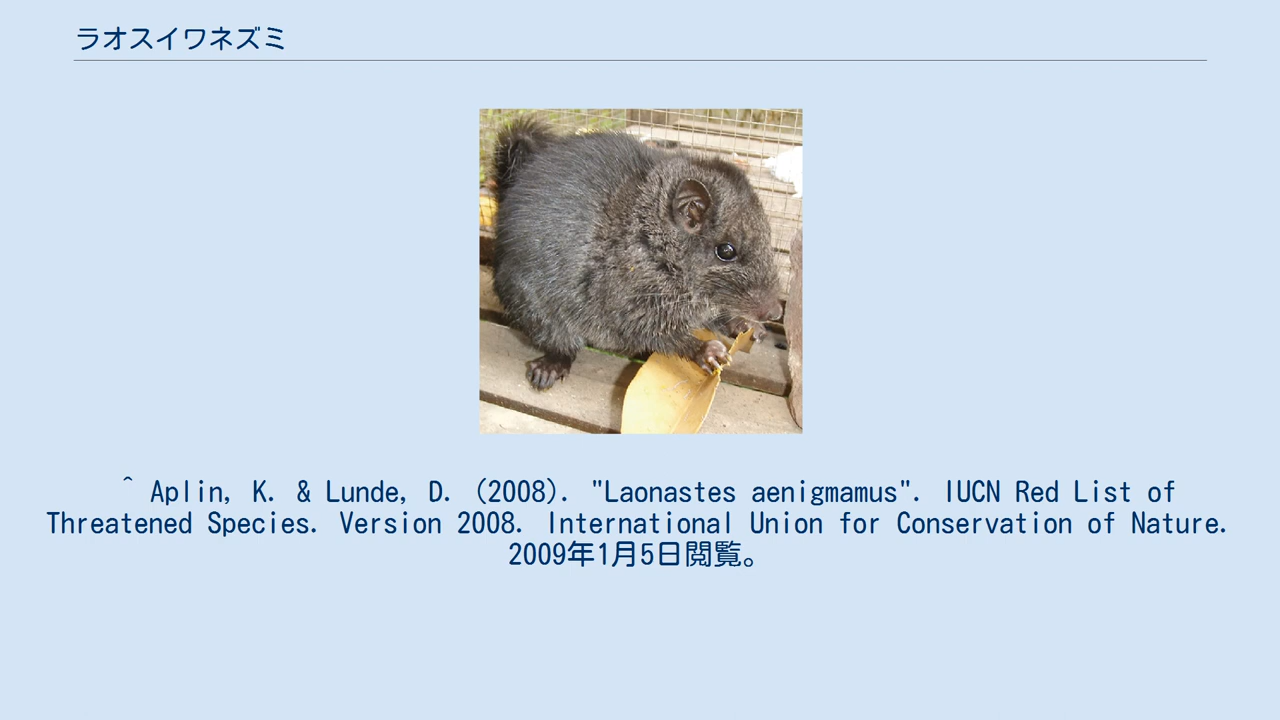 ラオスイワネズミ
^ Aplin, K. & Lunde, D. (2008). "Laonastes aenigmamus". IUCN Red List of
Threatened Species. Version 2008. International Union for Conservation of Nature.
2009年1月5日閲覧。